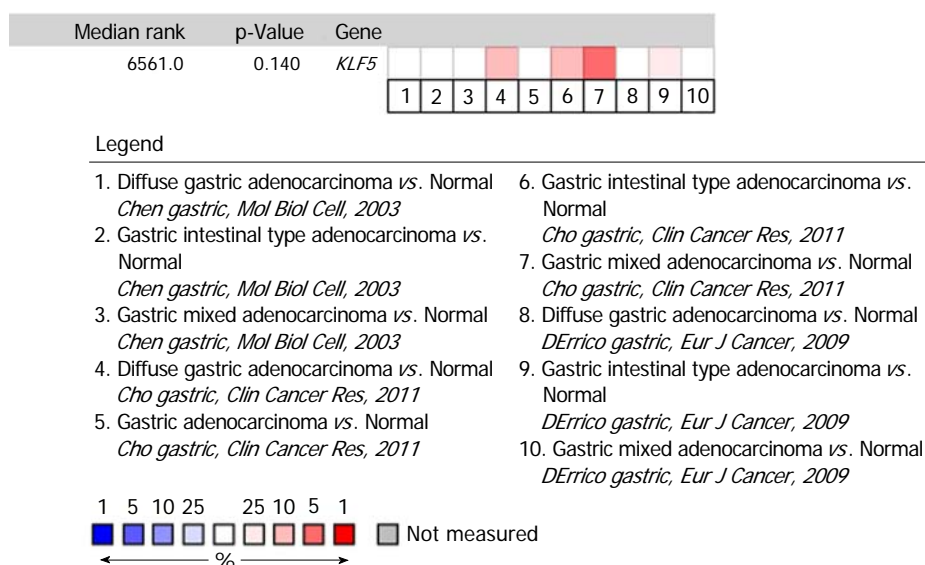 Median rank p-Value Gene
6561.0 0.140 KLF5
1 2 3 4 5 6 7 8 9 10
Legend
1. Diffuse gastric adenocarcinoma vs. Normal
Chen gastric, Mol Biol Cell, 2003
2. Gastric intestinal type adenocarcinoma vs.
Normal
Chen gastric, Mol Biol Cell, 2003
3. Gastric mixed adenocarcinoma vs. Normal
Chen gastric, Mol Biol Cell, 2003
4. Diffuse gastric adenocarcinoma vs. Normal
Cho gastric, Clin Cancer Res, 2011
5. Gastric adenocarcinoma vs. Normal
Cho gastric, Clin Cancer Res, 2011
6. Gastric intestinal type adenocarcinoma vs.
Normal
Cho gastric, Clin Cancer Res, 2011
7. Gastric mixed adenocarcinoma vs. Normal
Cho gastric, Clin Cancer Res, 2011
8. Diffuse gastric adenocarcinoma vs. Normal
DErrico gastric, Eur J Cancer, 2009
9. Gastric intestinal type adenocarcinoma vs.
Normal
DErrico gastric, Eur J Cancer, 2009
10. Gastric mixed adenocarcinoma vs. Normal
DErrico gastric, Eur J Cancer, 2009
1 5 10 25 25 10 5 1
Not measured
%